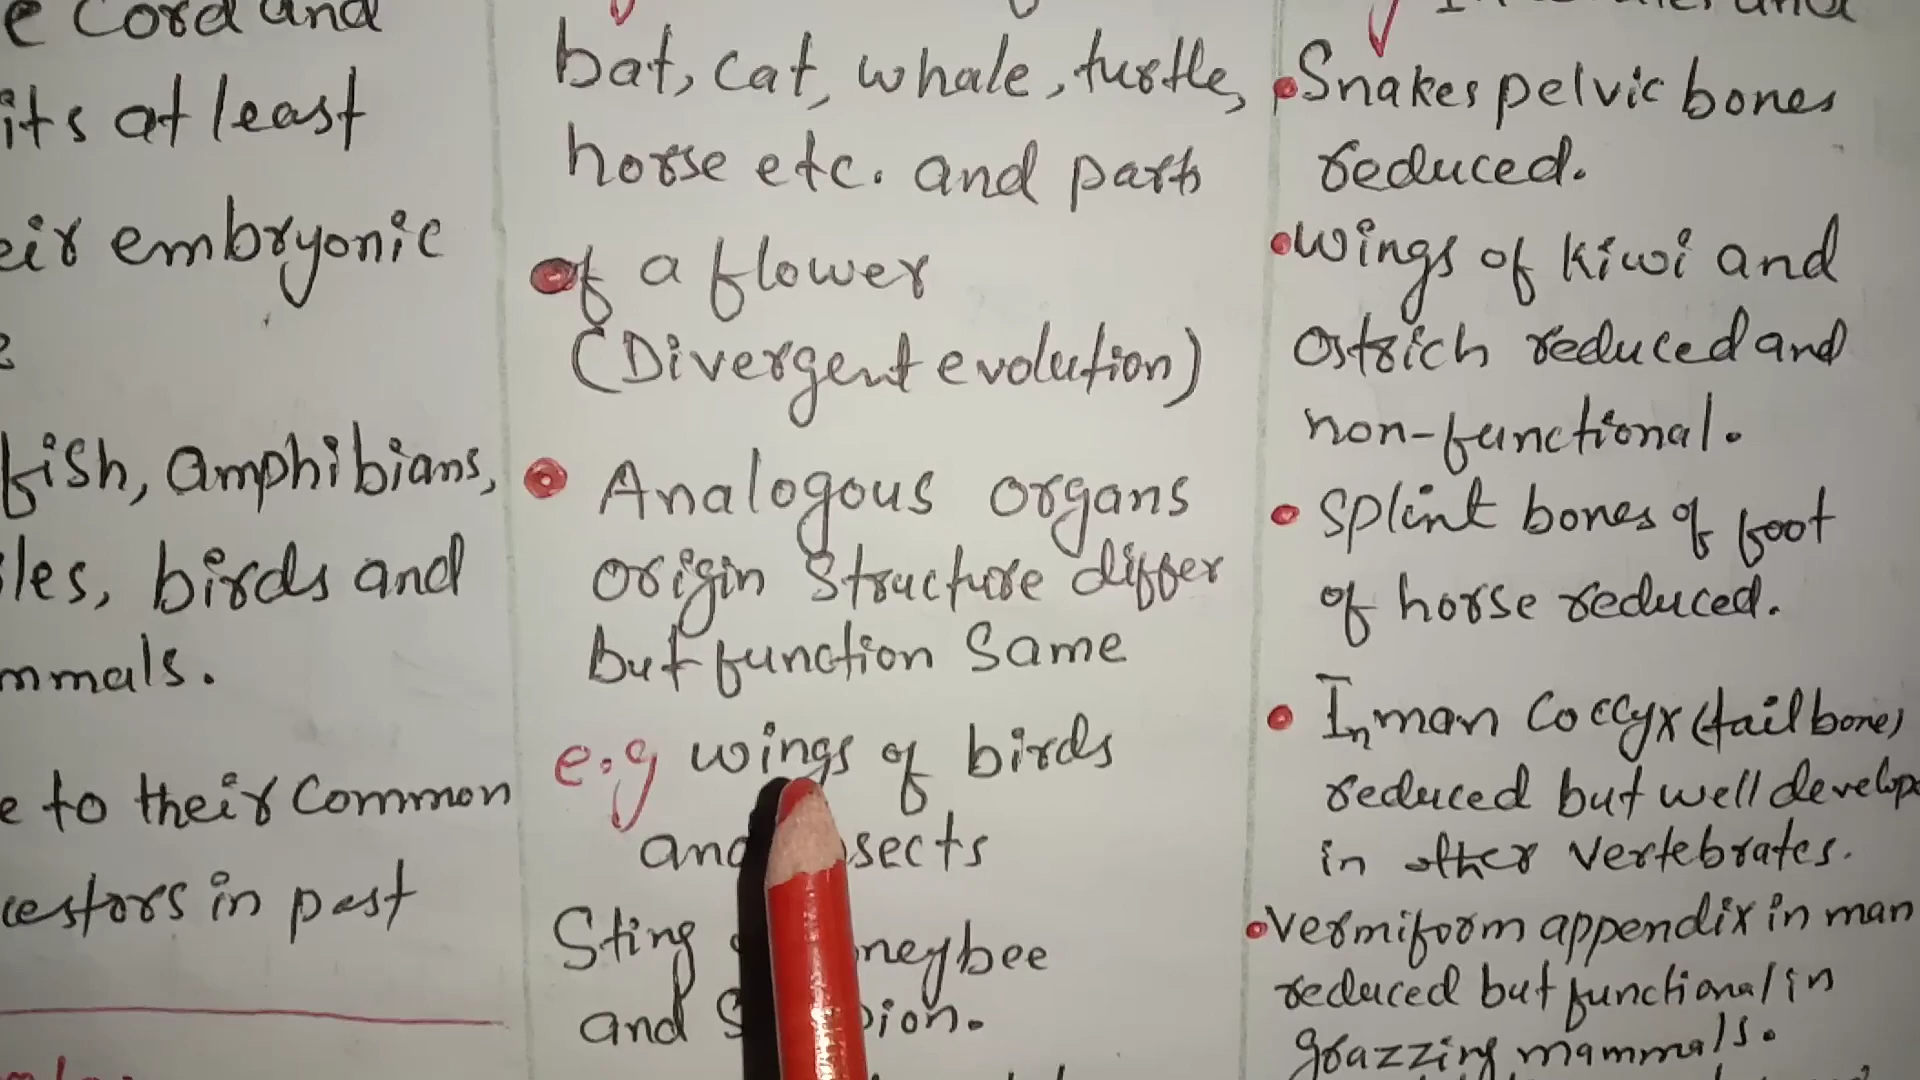 e Cord and
its at least
eir embryonic
fish, amphibians,
les, birds and
mmals.
e to their Common
cestors in past
bat, cat, whale, turtle,
horse etc. and parts
of a flower
(Divergent evolution)
Analogous organs
origin structure differ
but function Same
e.g wings of birds
and sects
Sting neybee
and S pion.
Snakes pelvic bones
reduced.
wings of kiwi and
Ostrich reduced and
non-functional.
Splint bones of foot
of horse reduced.
In man Coccyx (tail bone)
reduced but well develope
in other vertebrates.
Vermiform appendix in man
reduced but functional in
grazzing mammals.